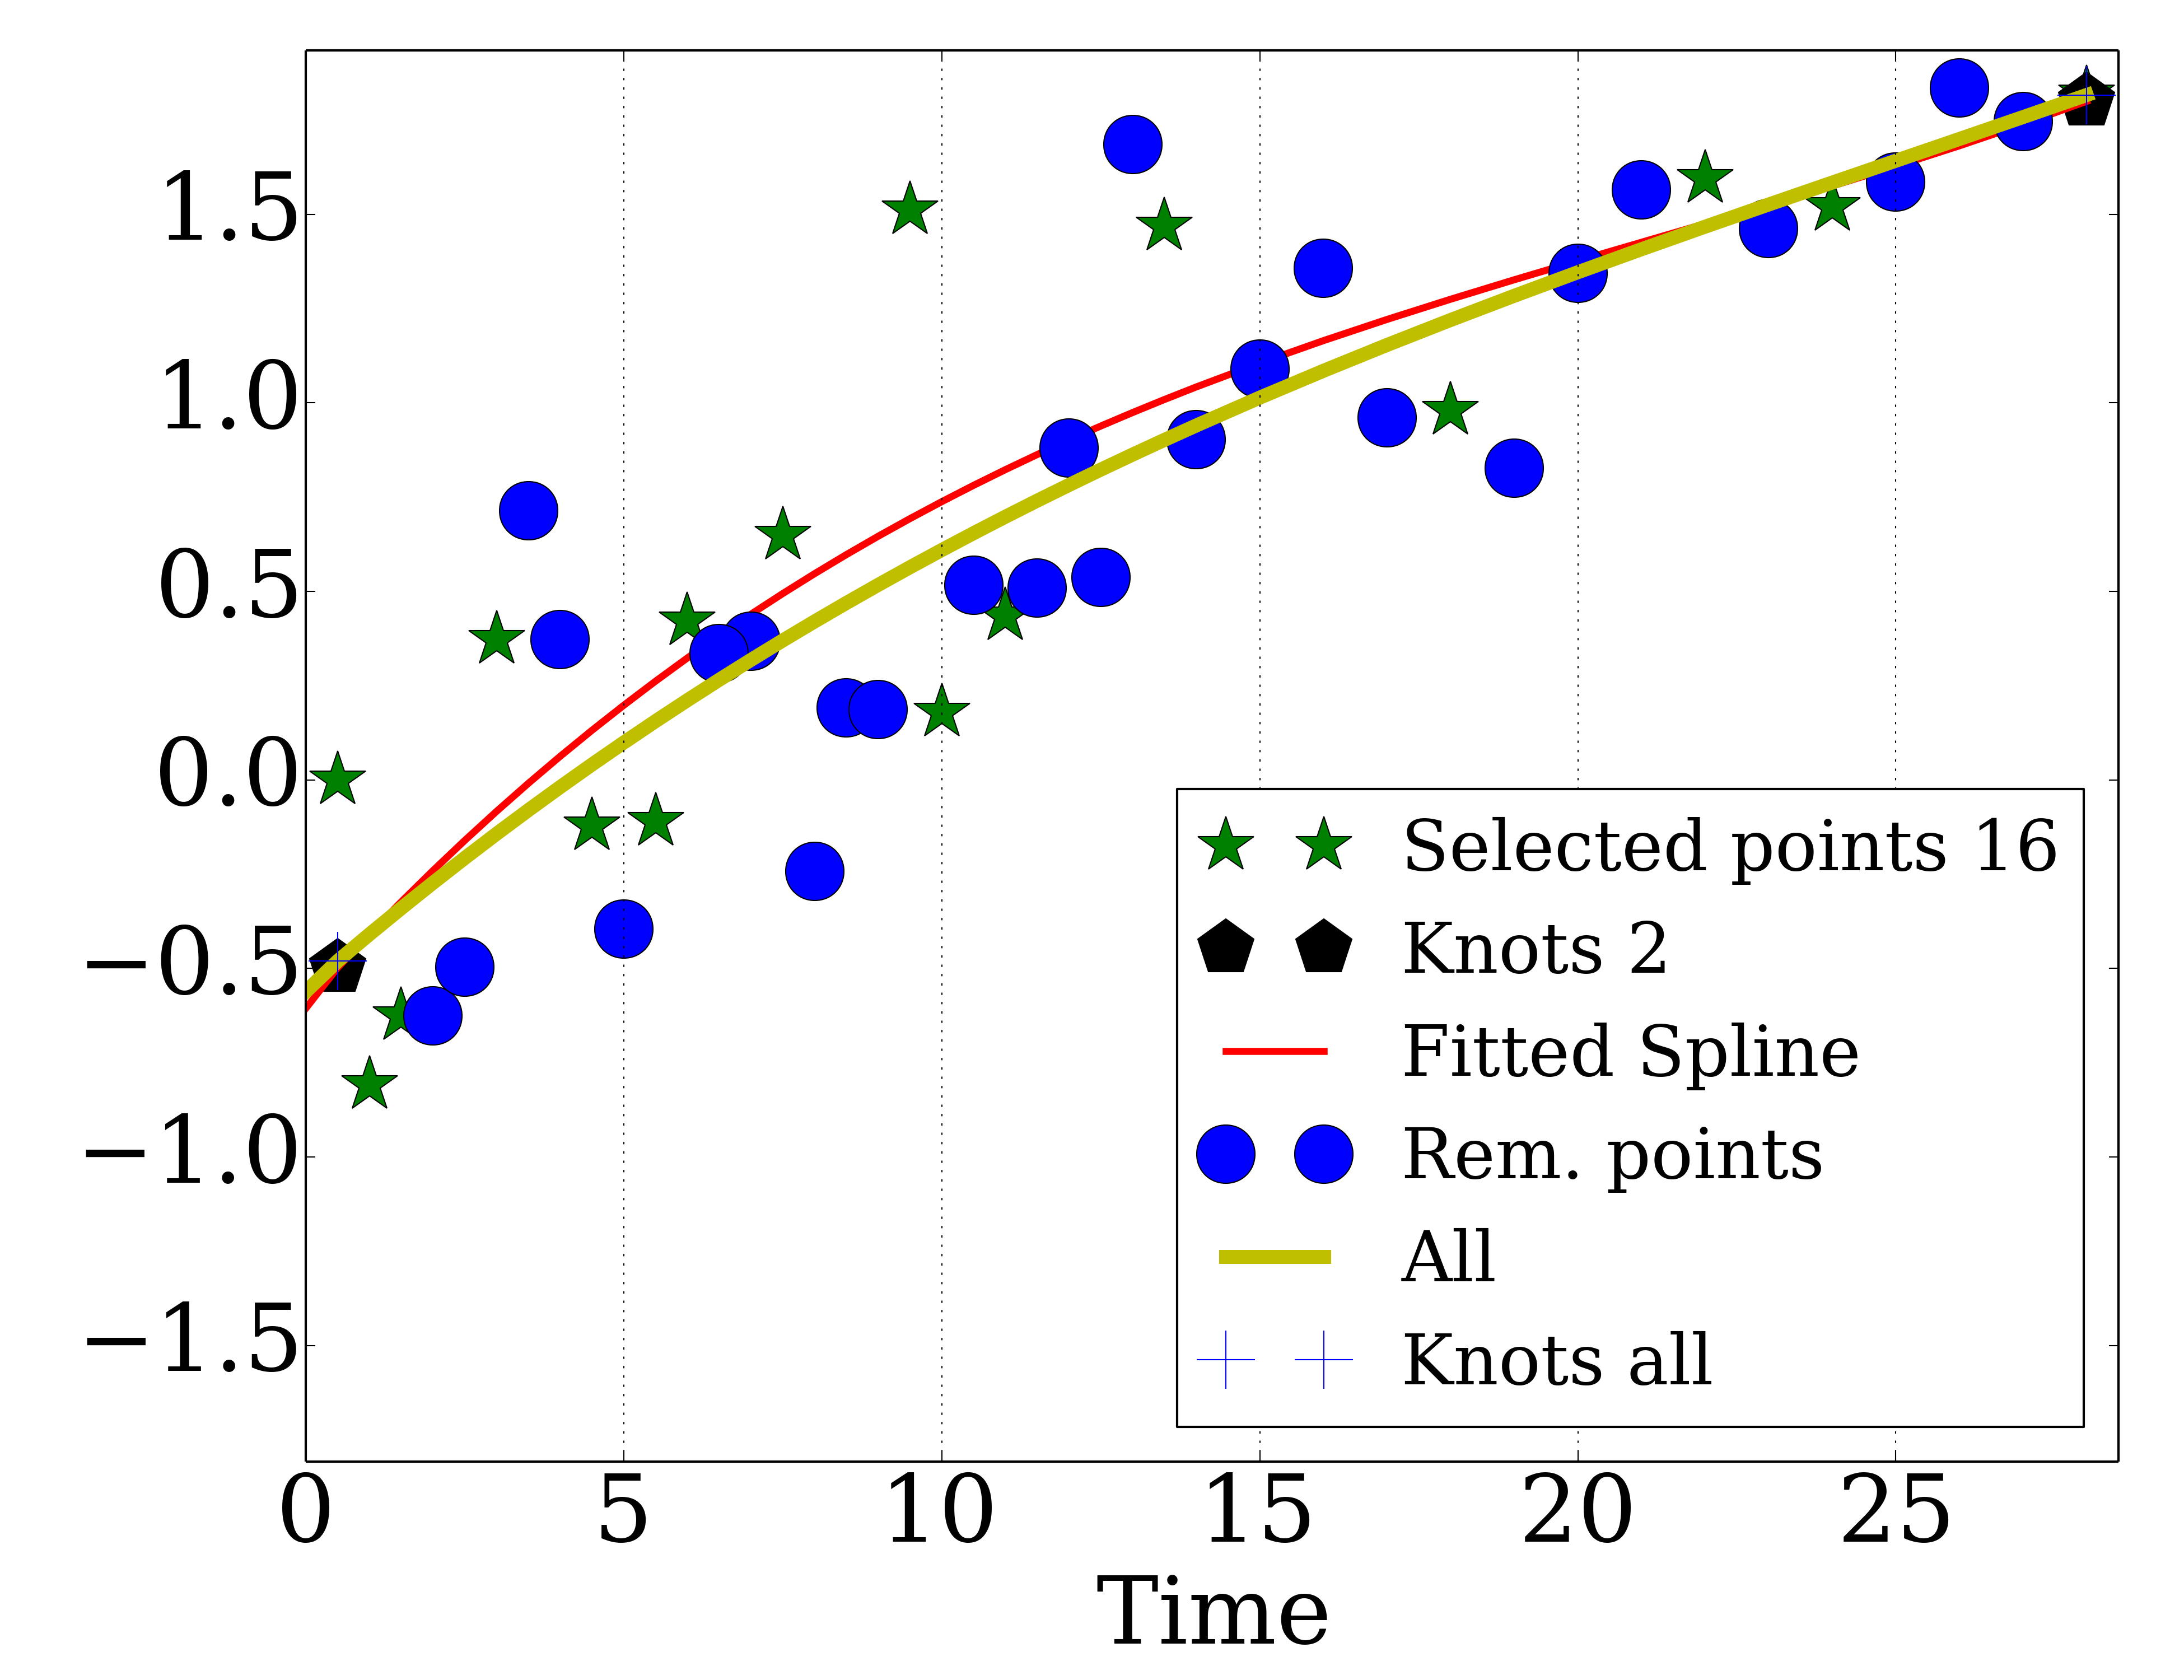 1.5
1.0
0.5
0.0
−0.5
−1.0
−1.5
Selected points 16
Knots 2
Fitted Spline
Rem. points
All
Knots all
0 5 10 15 20 25
Time